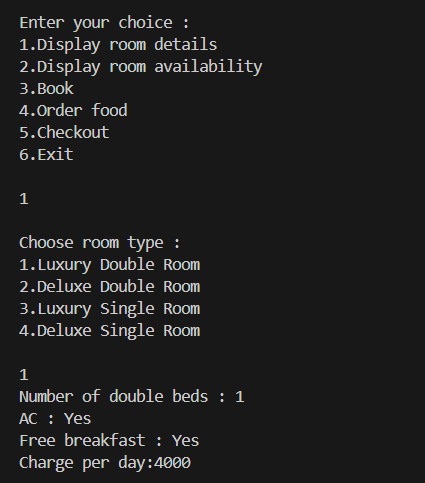 Enter your choice :
1.Display room details
2.Display room availability
3.Book
4.Order food
5.Checkout
6.Exit
1
Choose room type :
1.Luxury Double Room
2.Deluxe Double Room
3.Luxury Single Room
4.Deluxe Single Room
1
Number of double beds : 1
AC : Yes
Free breakfast : Yes
Charge per day:4000